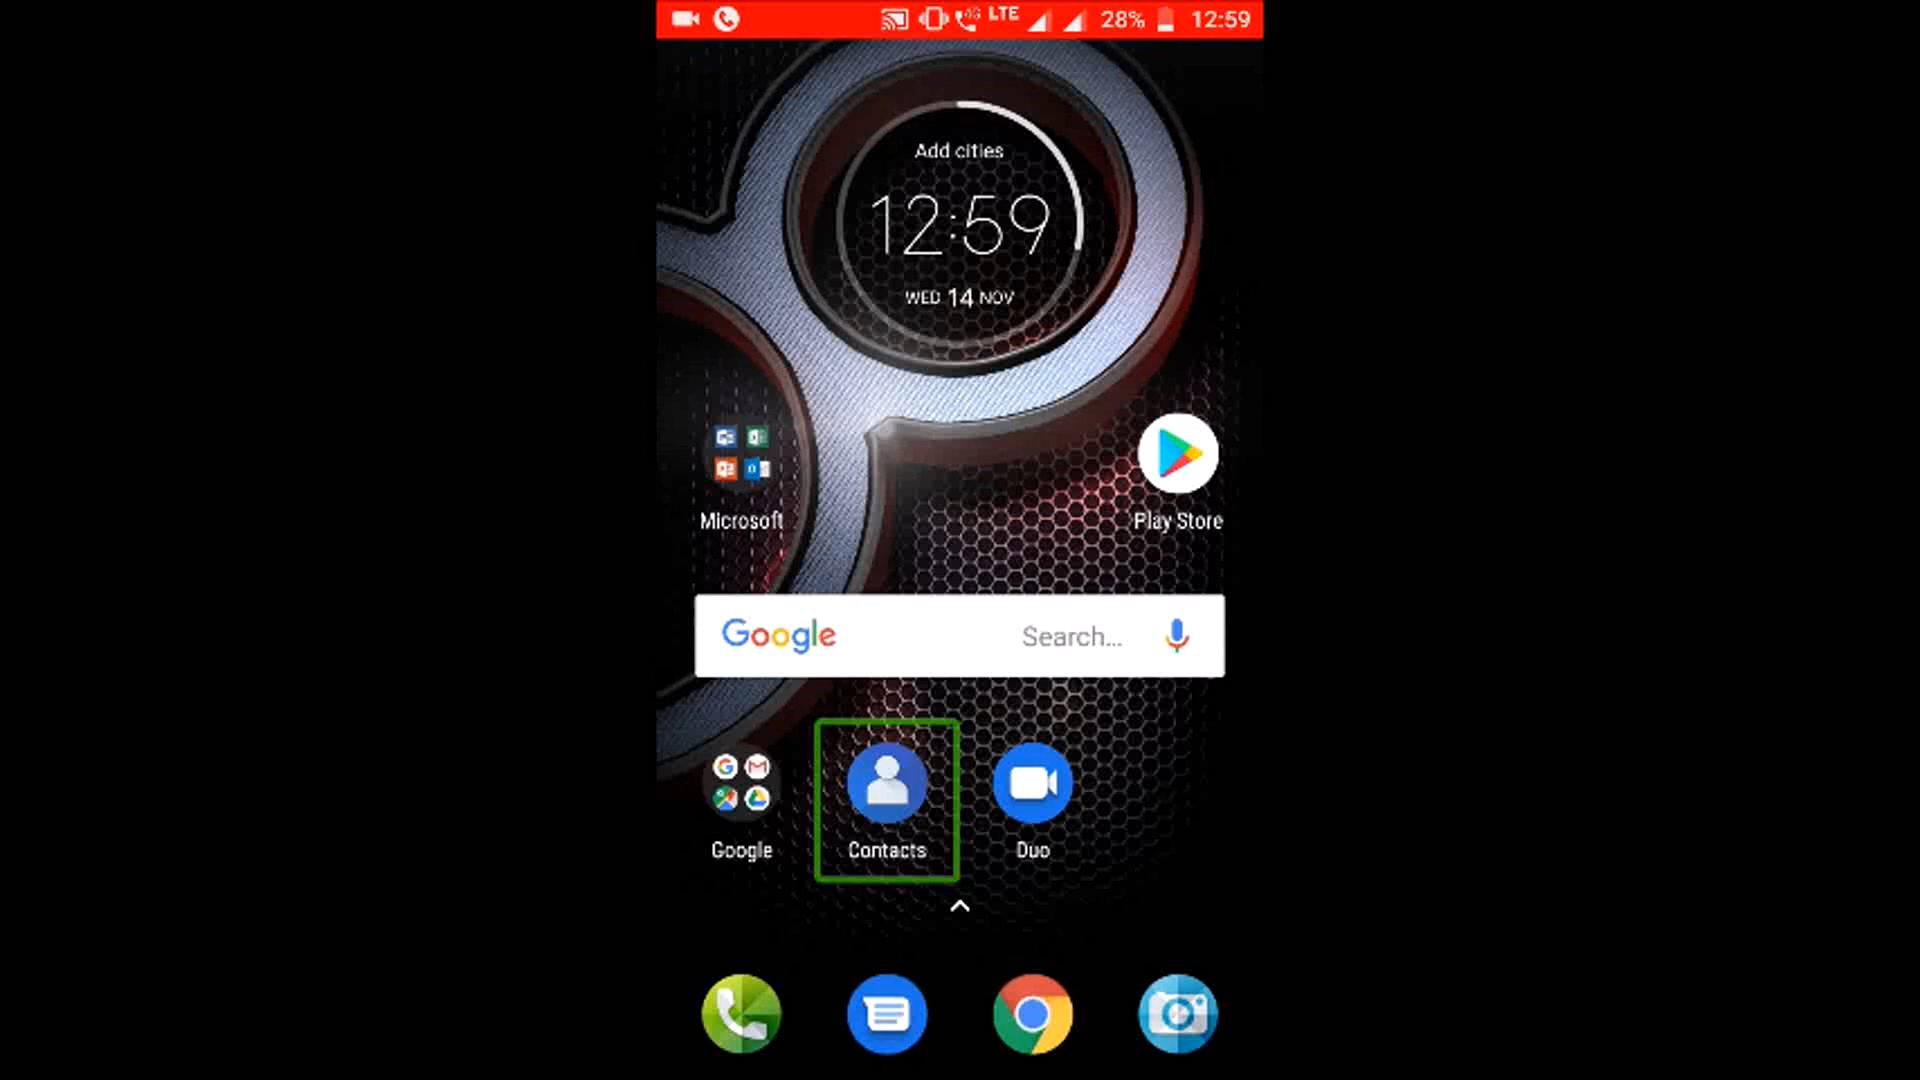 4G LTE 28% 12:59
Add cities
12:59
WED 14 NOV
Microsoft
Play Store
Google Search...
Google
Contacts
Duo